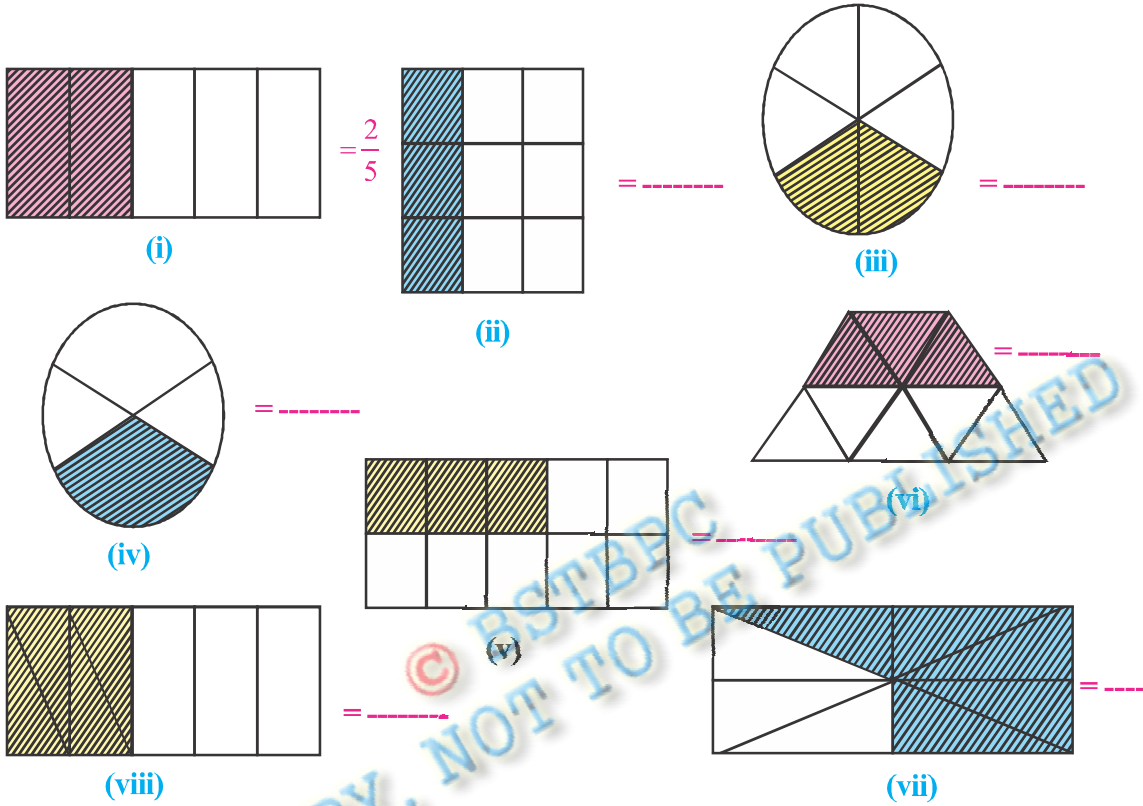 = 2/5
(i)
= --------
(ii)
= --------
(iii)
= --------
(iv)
= --------
(v)
= --------
(vi)
= ----
(vii)
= --------
(viii)
© BSTBPC
NOT TO BE PUBLISHED